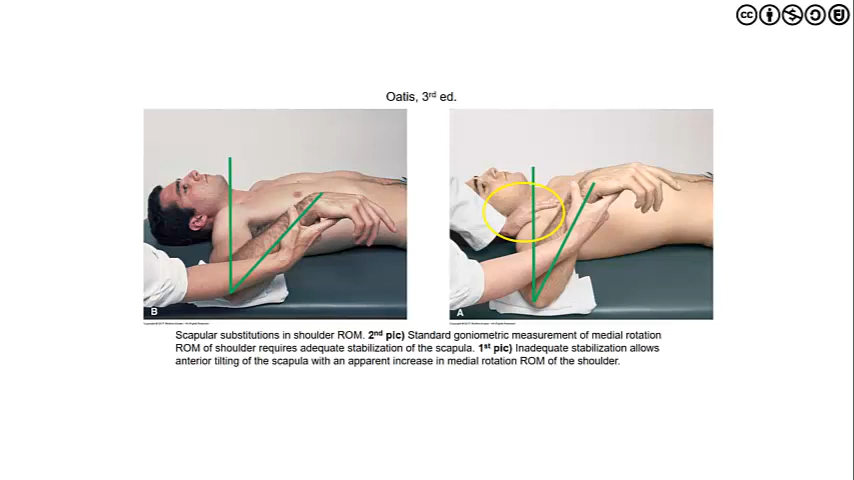 Oatis, 3rd ed.
B
A
Scapular substitutions in shoulder ROM. 2nd pic) Standard goniometric measurement of medial rotation
ROM of shoulder requires adequate stabilization of the scapula. 1st pic) Inadequate stabilization allows
anterior tilting of the scapula with an apparent increase in medial rotation ROM of the shoulder.